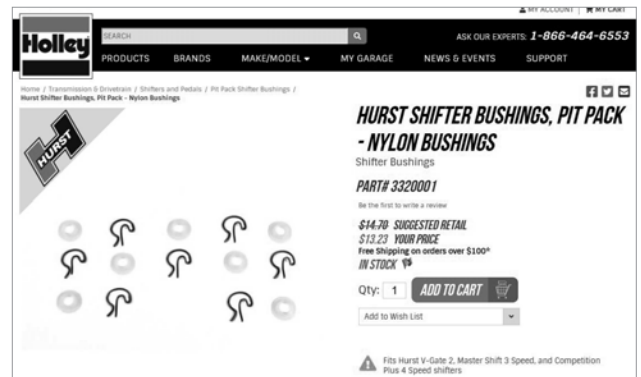 MY ACCOUNT MY CART
Holley
SEARCH
ASK OUR EXPERTS: 1-866-464-6553
PRODUCTS BRANDS MAKE/MODEL MY GARAGE NEWS & EVENTS SUPPORT
Home / Transmission & Drivetrain / Shifters and Pedals / Pit Pack Shifter Bushings /
Hurst Shifter Bushings, Pit Pack - Nylon Bushings
HURST
HURST SHIFTER BUSHINGS, PIT PACK
- NYLON BUSHINGS
Shifter Bushings
PART# 3320001
Be the first to write a review
$14.70 SUGGESTED RETAIL
$13.23 YOUR PRICE
Free Shipping on orders over $100*
IN STOCK
Qty: 1 ADD TO CART
Add to Wish List
Fits Hurst V-Gate 2, Master Shift 3 Speed, and Competition
Plus 4 Speed shifters